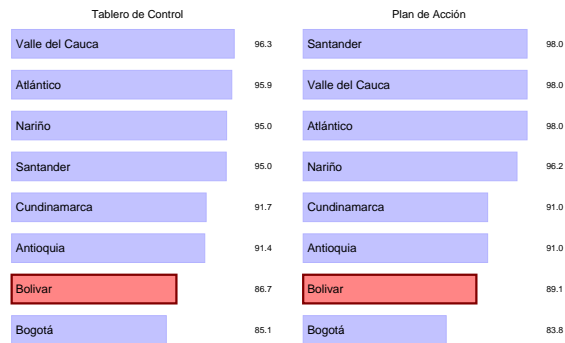 Tablero de Control
Valle del Cauca 96.3
Atlántico 95.9
Nariño 95.0
Santander 95.0
Cundinamarca 91.7
Antioquia 91.4
Bolivar 86.7
Bogotá 85.1
Plan de Acción
Santander 98.0
Valle del Cauca 98.0
Atlántico 98.0
Nariño 96.2
Cundinamarca 91.0
Antioquia 91.0
Bolivar 89.1
Bogotá 83.8